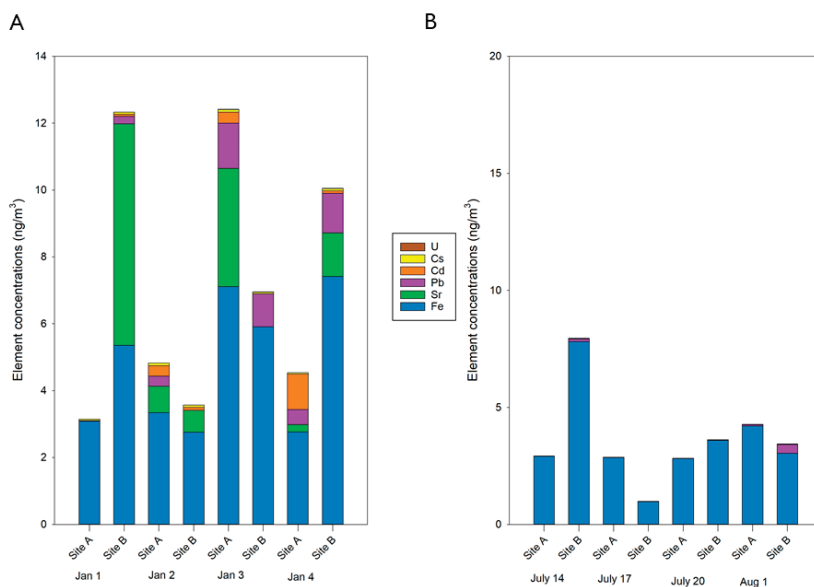 A
Element concentrations (ng/m³)
14
12
10
8
6
4
2
0
Site A
Site B
Site A
Site B
Site A
Site B
Site A
Site B
Jan 1
Jan 2
Jan 3
Jan 4
U
Cs
Cd
Pb
Sr
Fe
B
Element concentrations (ng/m³)
20
15
10
5
0
Site A
Site B
Site A
Site B
Site A
Site B
Site A
Site B
July 14
July 17
July 20
Aug 1